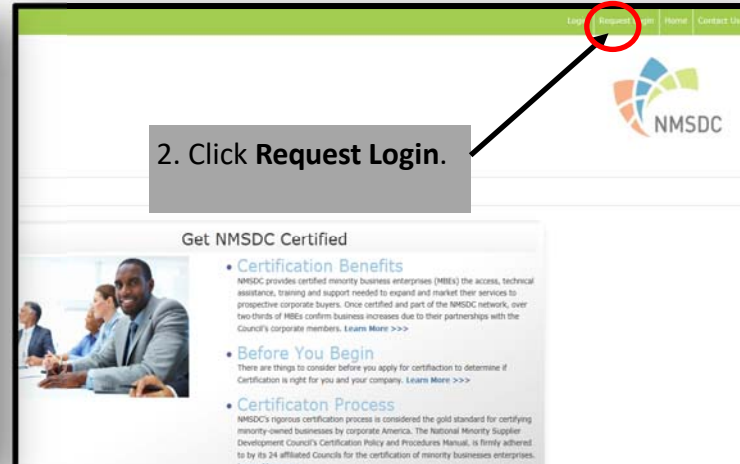 Login Request Login Home Contact Us
NMSDC
2. Click Request Login.
Get NMSDC Certified
• Certification Benefits
NMSDC provides certified minority business enterprises (MBEs) the access, technical
assistance, training and support needed to expand and market their services to
prospective corporate buyers. Once certified and part of the NMSDC network, over
two-thirds of MBEs confirm business increases due to their partnerships with the
Council's corporate members. Learn More >>>
• Before You Begin
There are things to consider before you apply for certfiaction to determine if
Certification is right for you and your company. Learn More >>>
• Certificaton Process
NMSDC's rigorous certification process is considered the gold standard for certifying
minority-owned businesses by corporate America. The National Minority Supplier
Development Council's Certification Policy and Procedures Manual, is firmly adhered
to by its 24 affiliated Councils for the certification of minority businesses enterprises.